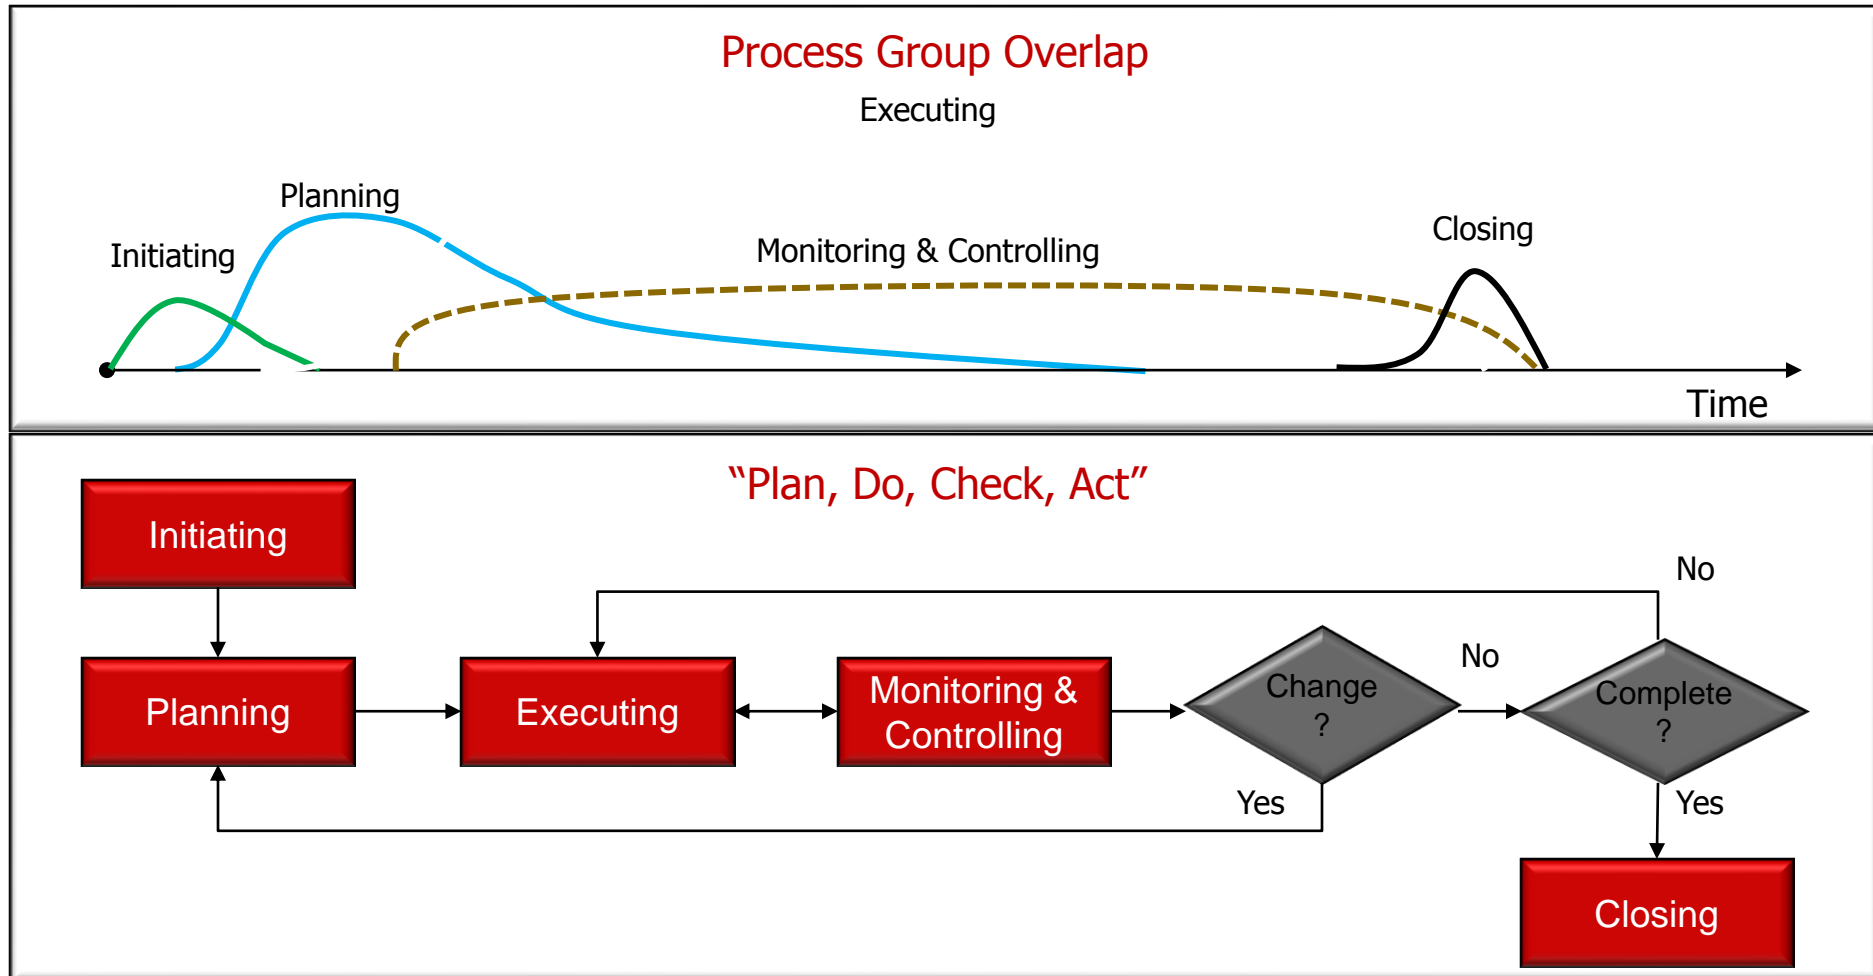 Process Group Overlap
Executing
Planning
Initiating
Monitoring & Controlling
Closing
Time
“Plan, Do, Check, Act”
Initiating
No
Planning
Executing
Monitoring &
Controlling
Change
?
No
Complete
?
Yes
Yes
Closing